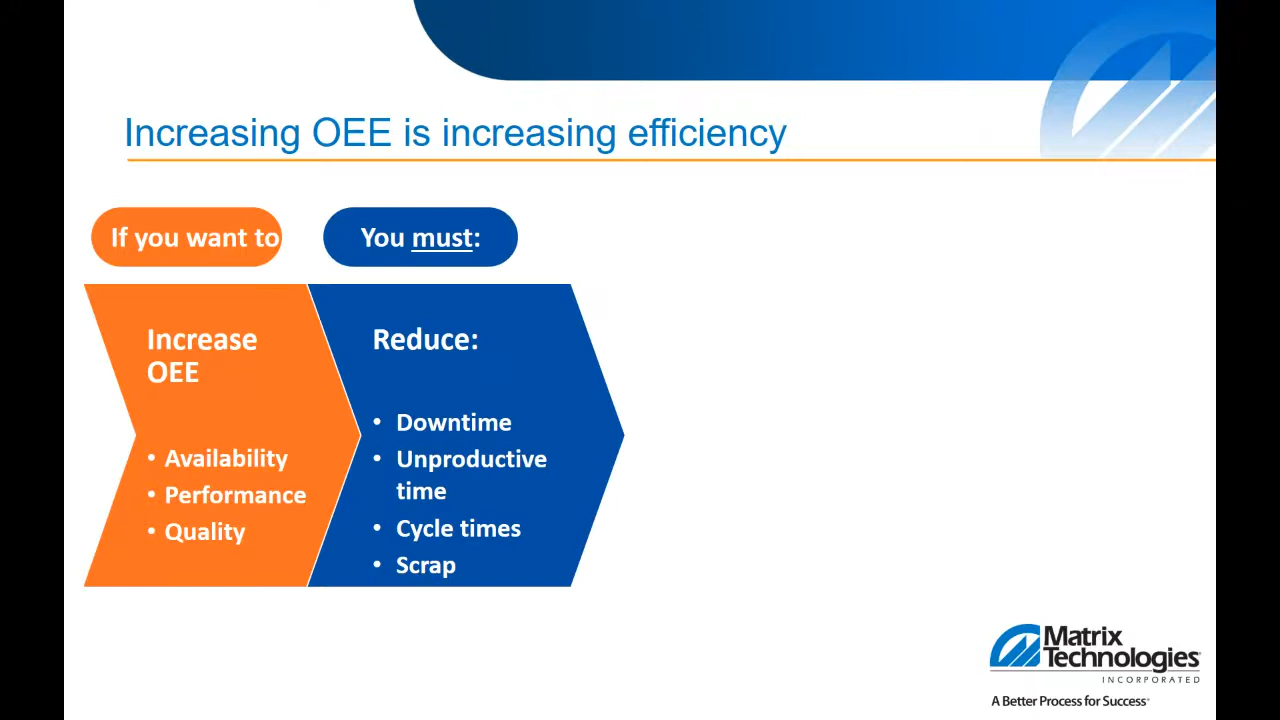 Increasing OEE is increasing efficiency
If you want to
You must:
Increase
OEE
• Availability
• Performance
• Quality
Reduce:
• Downtime
• Unproductive
time
• Cycle times
• Scrap
Matrix
Technologies
INCORPORATED
A Better Process for Success